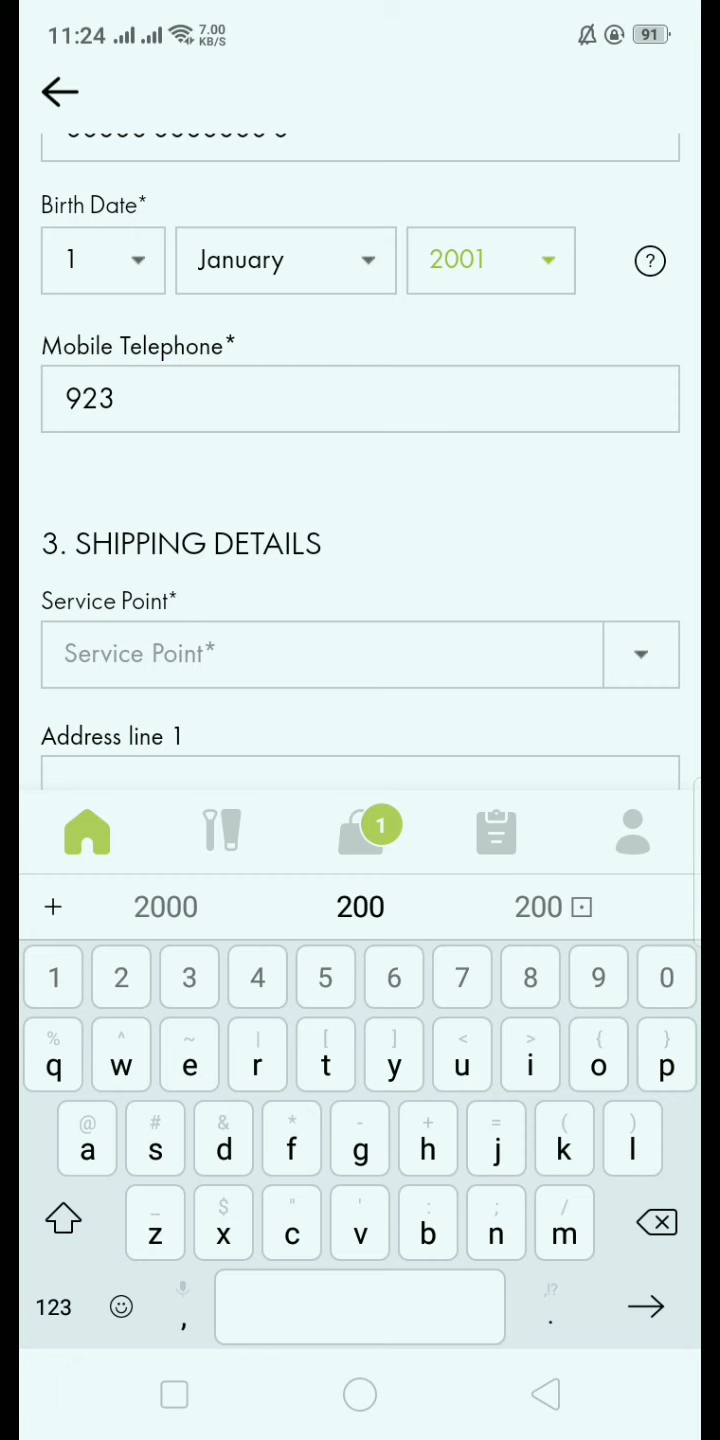 11:24 7.00 KB/S 91
Birth Date*
1 January 2001 ?
Mobile Telephone*
923
3. SHIPPING DETAILS
Service Point*
Service Point*
Address line 1
1
+ 2000 200 200
1 2 3 4 5 6 7 8 9 0
% ^ ~ | [ ] < > { }
q w e r t y u i o p
@ # & * - + = ( )
a s d f g h j k l
_ $ " ' : ; /
z x c v b n m
123 , ,!? .